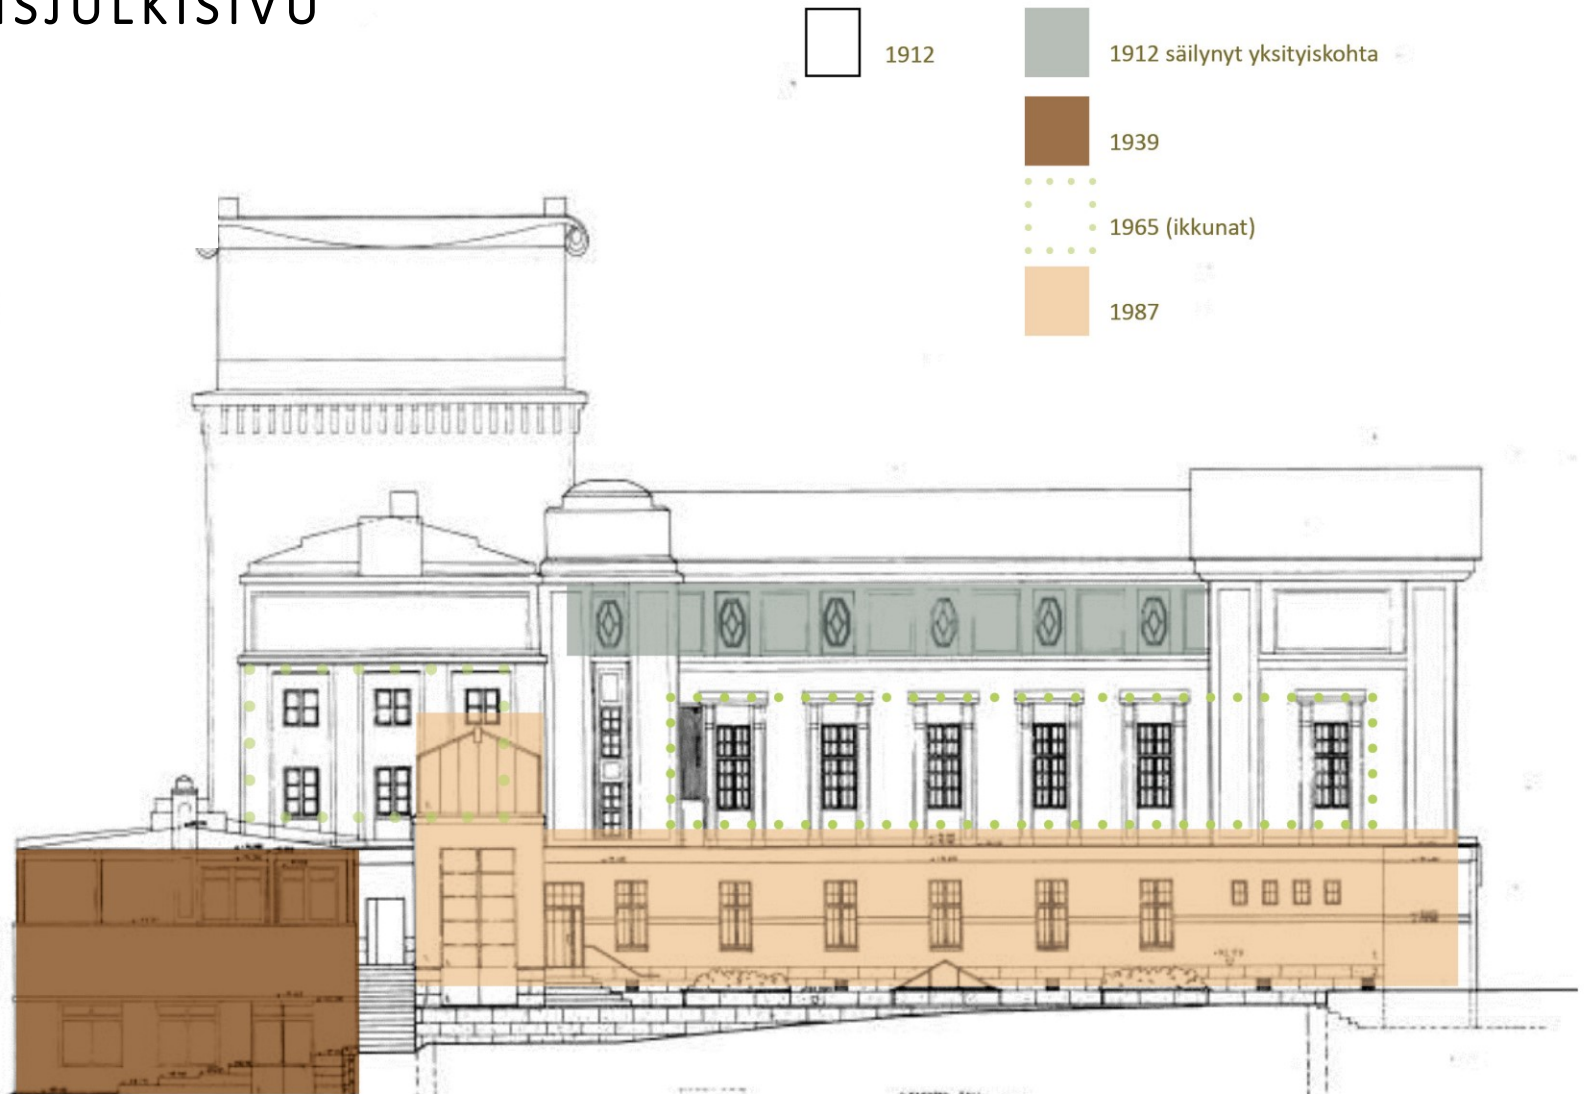 ISJULKISIVU
1912
1912 säilynyt yksityiskohta
1939
1965 (ikkunat)
1987